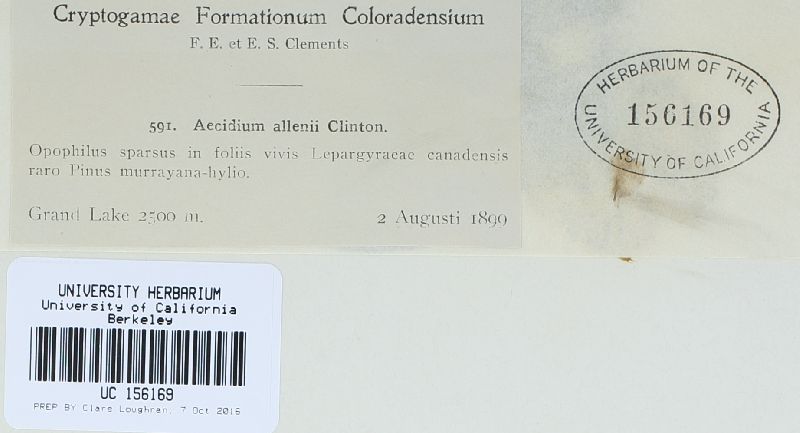 Cryptogamae Formationum Coloradensium
F. E. et E. S. Clements
591. Aecidium allenii Clinton.
Opophilus sparsus in foliis vivis Lepargyraeae canadensis
raro Pinus murrayana-hylio.
Grand Lake 2500 m. 2 Augusti 1899
HERBARIUM OF THE
156169
UNIVERSITY OF CALIFORNIA
UNIVERSITY HERBARIUM
University of California
Berkeley
UC 156169
PREP BY Clare Loughran, 7 Oct 2016